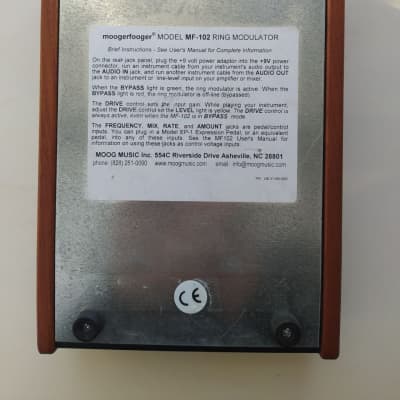 moogerfooger® MODEL MF-102 RING MODULATOR
Brief Instructions - See User's Manual for Complete Information
On the rear jack panel, plug the +9 volt power adaptor into the +9V power
connector, run an instrument cable from your instrument's audio output to
the AUDIO IN jack, and run another instrument cable from the AUDIO OUT
jack to an instrument or line-level input on your amplifier or mixer.
When the BYPASS light is green, the ring modulator is active. When the
BYPASS light is red, the ring modulator is off-line (bypassed).
The DRIVE control sets the input gain. While playing your instrument,
adjust the DRIVE control so the LEVEL light is yellow. The DRIVE control is
always active, even when the MF-102 is in BYPASS mode.
The FREQUENCY, MIX, RATE, and AMOUNT jacks are pedal/control
inputs. You can plug in a Model EP-1 Expression Pedal, or an equivalent
pedal, into any of these jacks. See the MF102 User's Manual for
information on using these jacks as control voltage inputs.
MOOG MUSIC Inc. 554C Riverside Drive Asheville, NC 28801
phone: (828) 251-0090 www.moogmusic.com email: info@moogmusic.com
CE